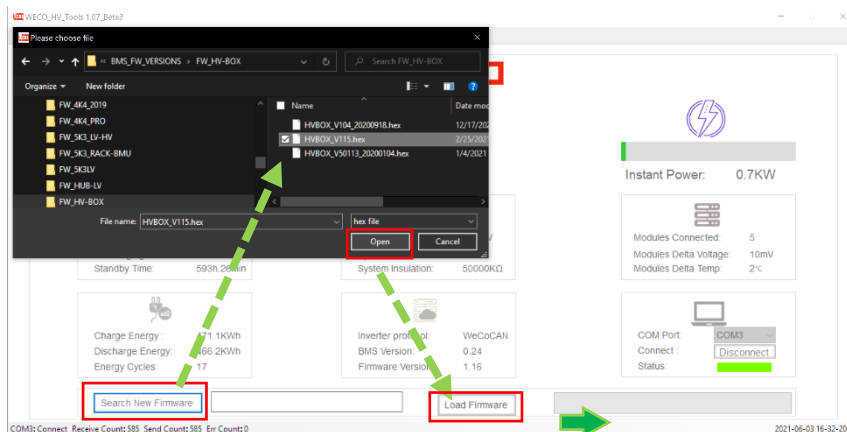 WECO_HV_Tools 1.07_Beta3
Please choose file
« BMS_FW_VERSIONS › FW_HV-BOX
Search FW_HV-BOX
Organize
New folder
FW_4K4_2019
FW_4K4_PRO
FW_5K3_LV-HV
FW_5K3_RACK-BMU
FW_5K3LV
FW_HUB-LV
FW_HV-BOX
Name
Date mod
HVBOX_V104_20200918.hex
12/17/202
HVBOX_V115.hex
2/25/2021
HVBOX_V50113_20200104.hex
1/4/2021
File name: HVBOX_V115.hex
hex file
Open
Cancel
Instant Power: 0.7KW
Modules Connected: 5
Modules Delta Voltage: 10mV
Modules Delta Temp: 2°C
Standby Time: 593h 26min
System Insulation: 50000KΩ
Charge Energy : 471.1KWh
Discharge Energy: 466.2KWh
Energy Cycles: 17
Inverter protocol: WeCoCAN
BMS Version: 0.24
Firmware Version: 1.16
COM Port: COM3
Connect : Disconnect
Status:
Search New Firmware
Load Firmware
COM3: Connect Receive Count: 585 Send Count: 585 Err Count: 0
2021-06-03 16-32-20